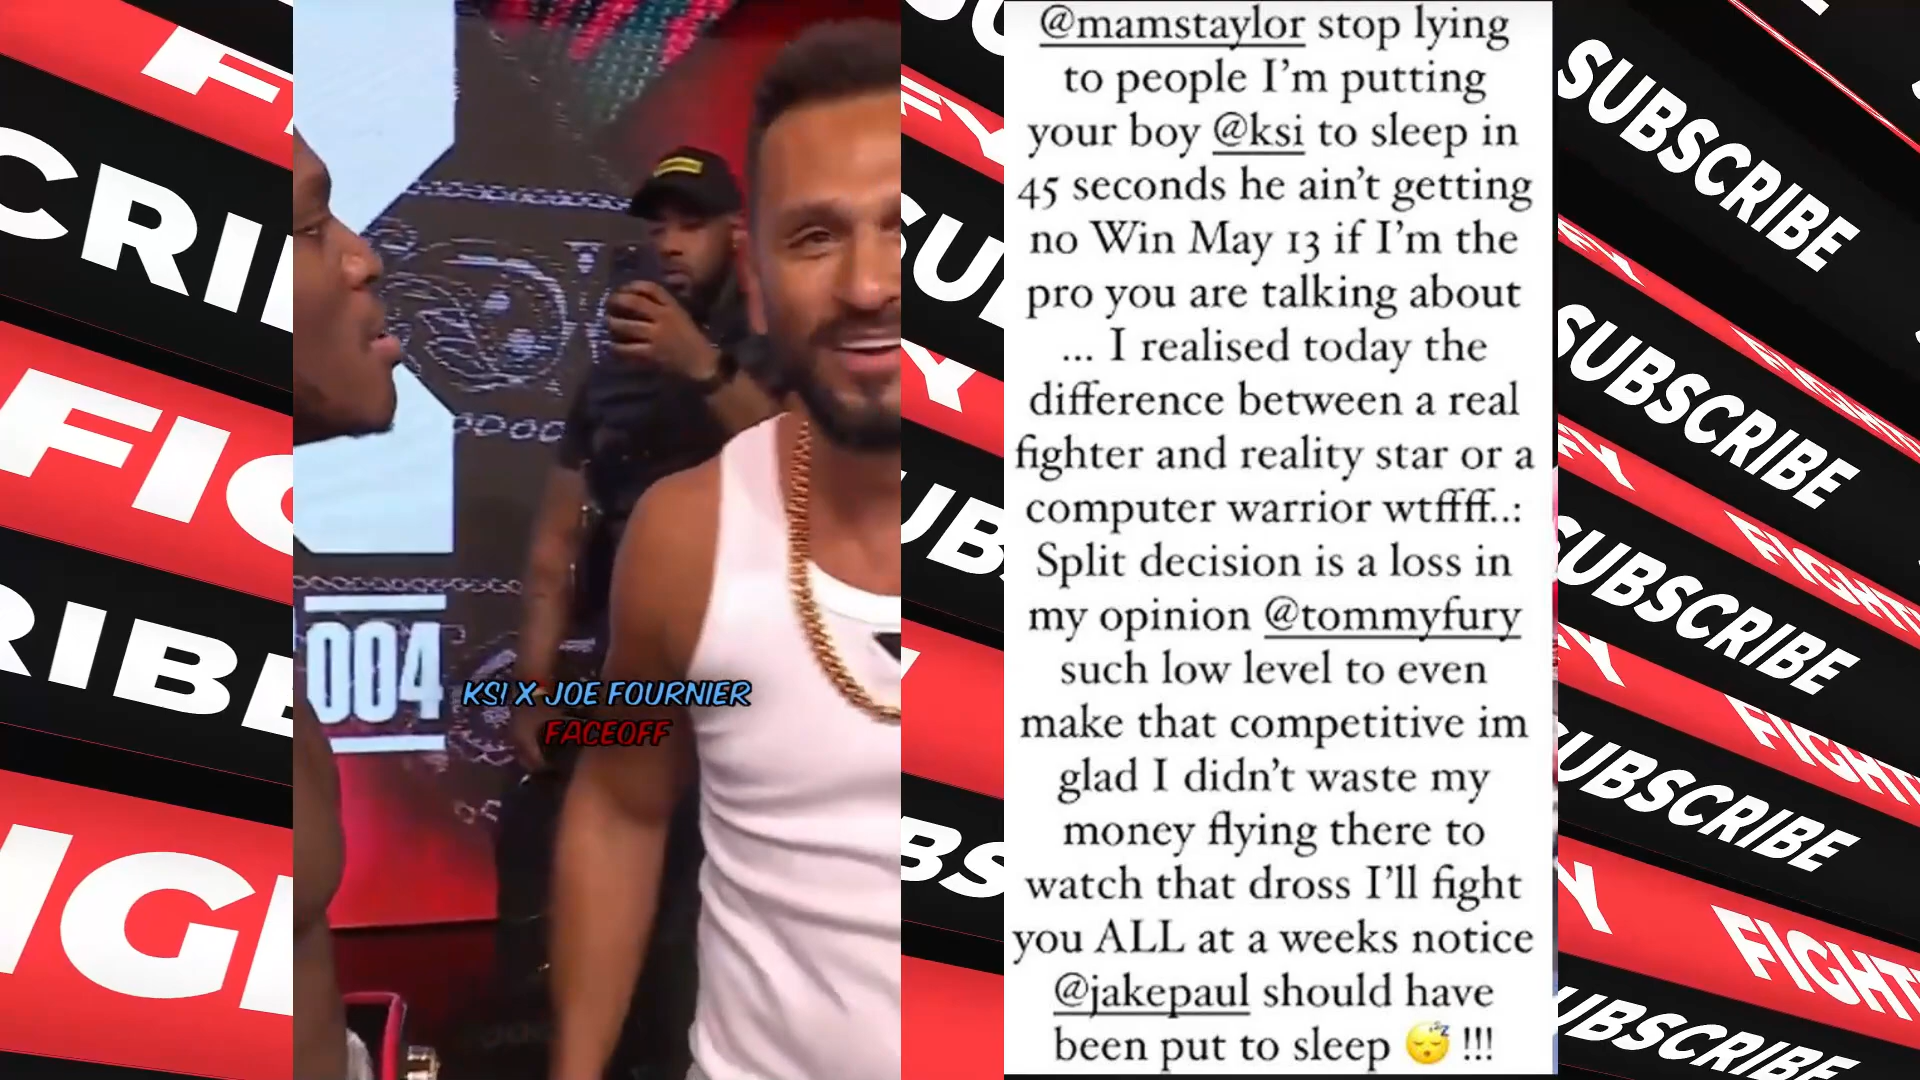 004
KSI X JOE FOURNIER
FACEOFF
@mamstaylor stop lying
to people I'm putting
your boy @ksi to sleep in
45 seconds he ain't getting
no Win May 13 if I'm the
pro you are talking about
... I realised today the
difference between a real
fighter and reality star or a
computer warrior wtffff..:
Split decision is a loss in
my opinion @tommyfury
such low level to even
make that competitive im
glad I didn't waste my
money flying there to
watch that dross I'll fight
you ALL at a weeks notice
@jakepaul should have
been put to sleep 😴 !!!
SUBSCRIBE
SUBSCRIBE
SUBSCRIBE
SUBSCRIBE